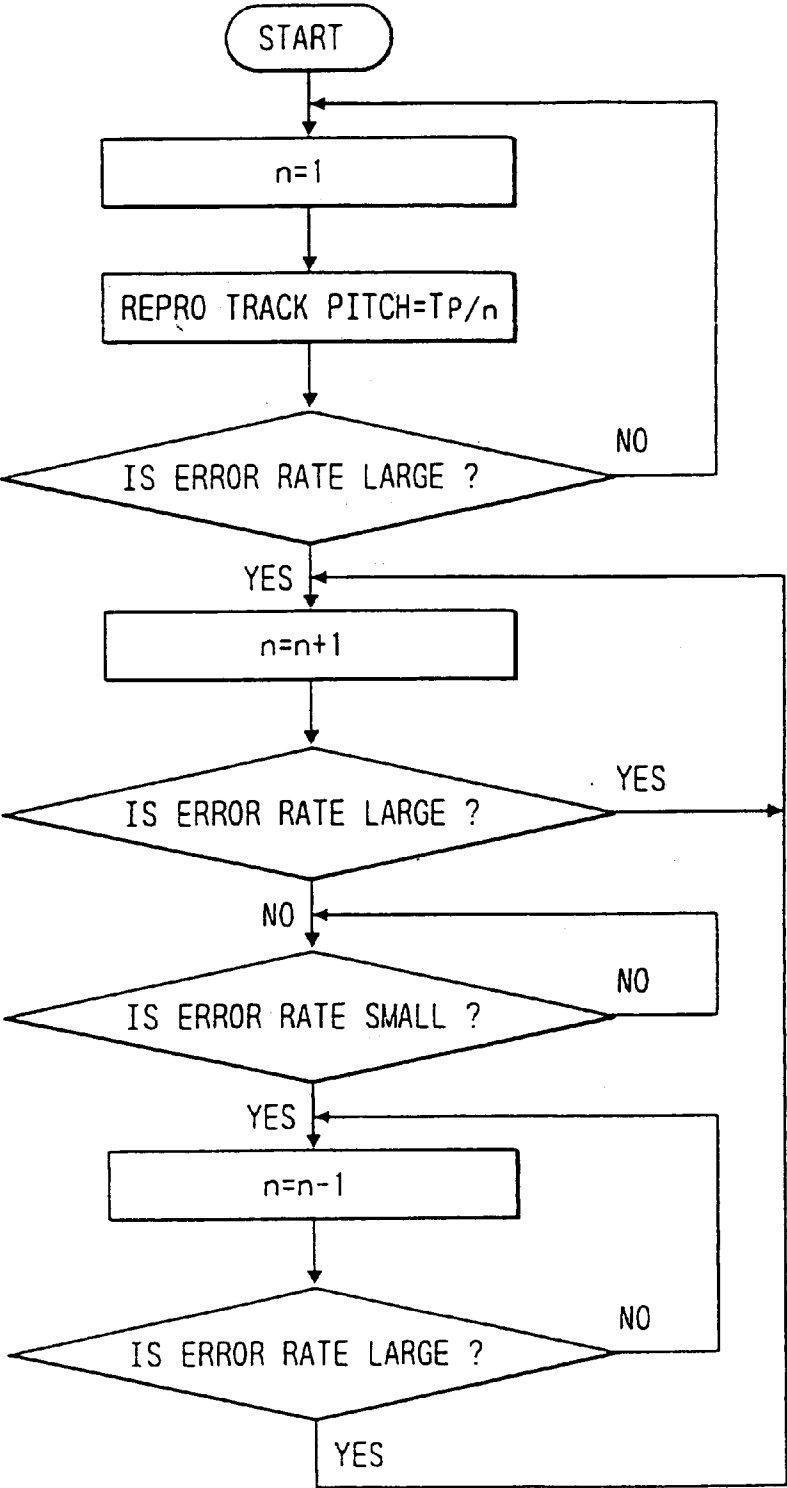 START
n=1
REPRO TRACK PITCH=TP/n
IS ERROR RATE LARGE ?
NO
YES
n=n+1
IS ERROR RATE LARGE ?
YES
NO
IS ERROR RATE SMALL ?
NO
YES
n=n-1
IS ERROR RATE LARGE ?
NO
YES